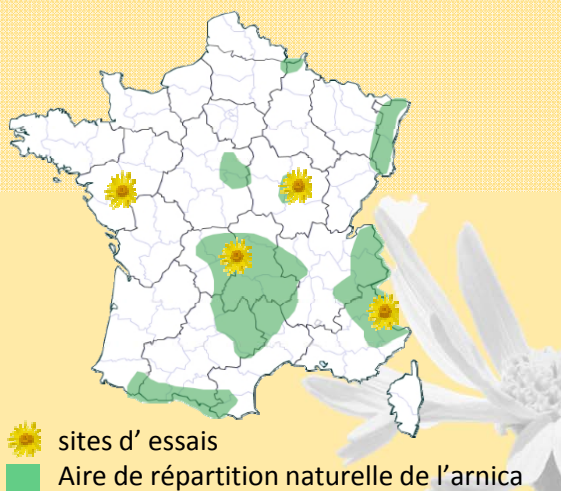 sites d’ essais
Aire de répartition naturelle de l’arnica